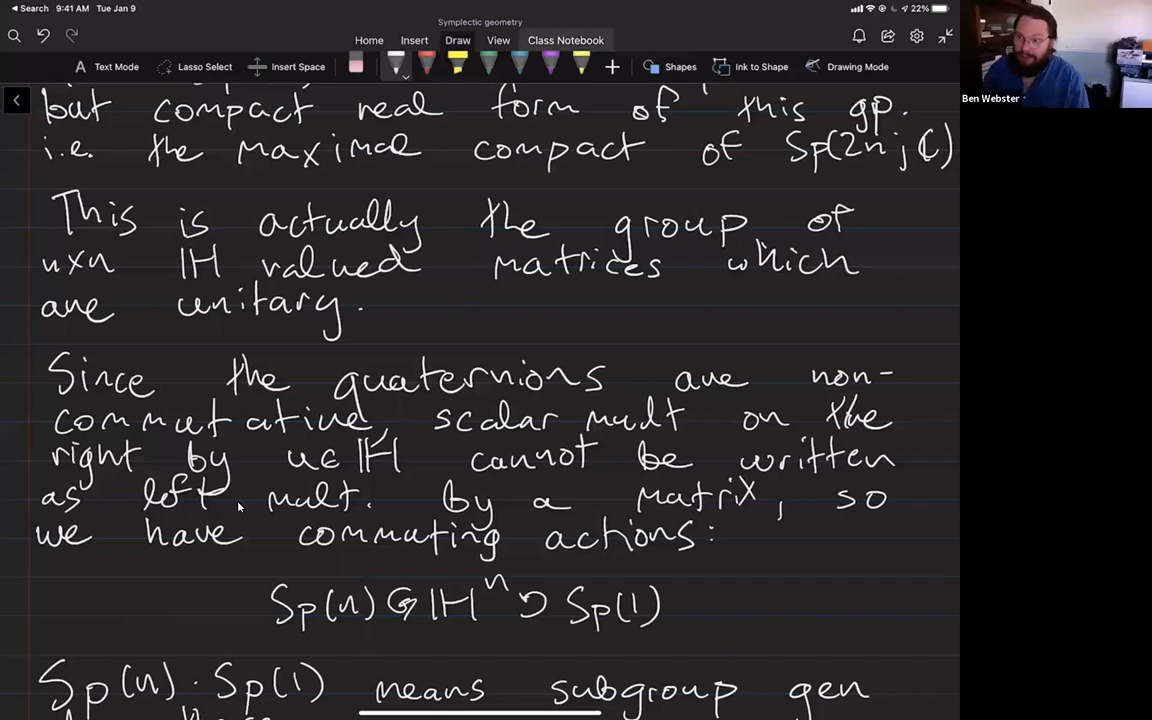 Search 9:41 AM Tue Jan 9
Symplectic geometry
22%
Home Insert Draw View Class Notebook
Text Mode Lasso Select Insert Space Shapes Ink to Shape Drawing Mode
Ben Webster
but compact real form of this gp.
i.e. the maximal compact of Sp(2n; ℂ)
This is actually the group of
n×n ℍ valued matrices which
are unitary.
Since the quaternions are non-
commutative, scalar mult on the
right by u∈ℍ cannot be written
as left mult. by a matrix, so
we have commuting actions:
Sp(n) ↻ ℍⁿ ↺ Sp(1)
Sp(n) · Sp(1) means subgroup gen